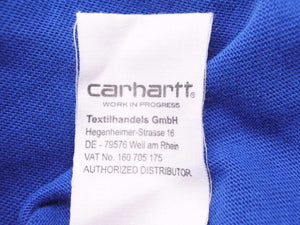 carhartt®
WORK IN PROGRESS
Textilhandels GmbH
Hegenheimer-Strasse 16
DE - 79576 Weil am Rhein
VAT No. 160 705 175
AUTHORIZED DISTRIBUTOR